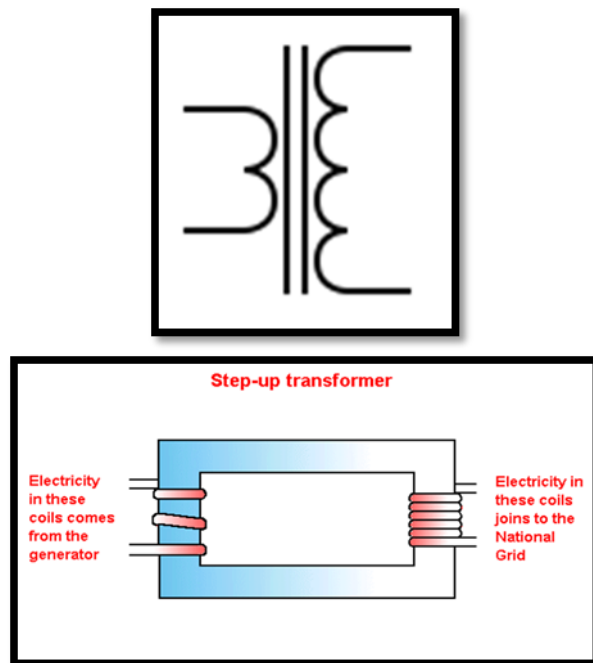 Step-up transformer
Electricity
in these
coils comes
from the
generator
Electricity in
these coils
joins to the
National
Grid